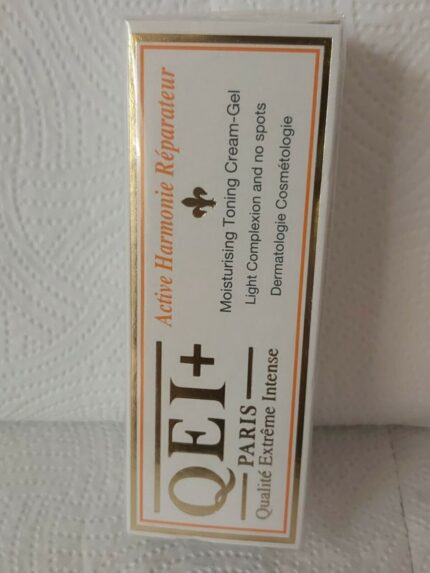 QEI+
PARIS
Qualité Extrême Intense
Active Harmonie Réparateur
Moisturising Toning Cream-Gel
Light Complexion and no spots
Dermatologie Cosmétologie